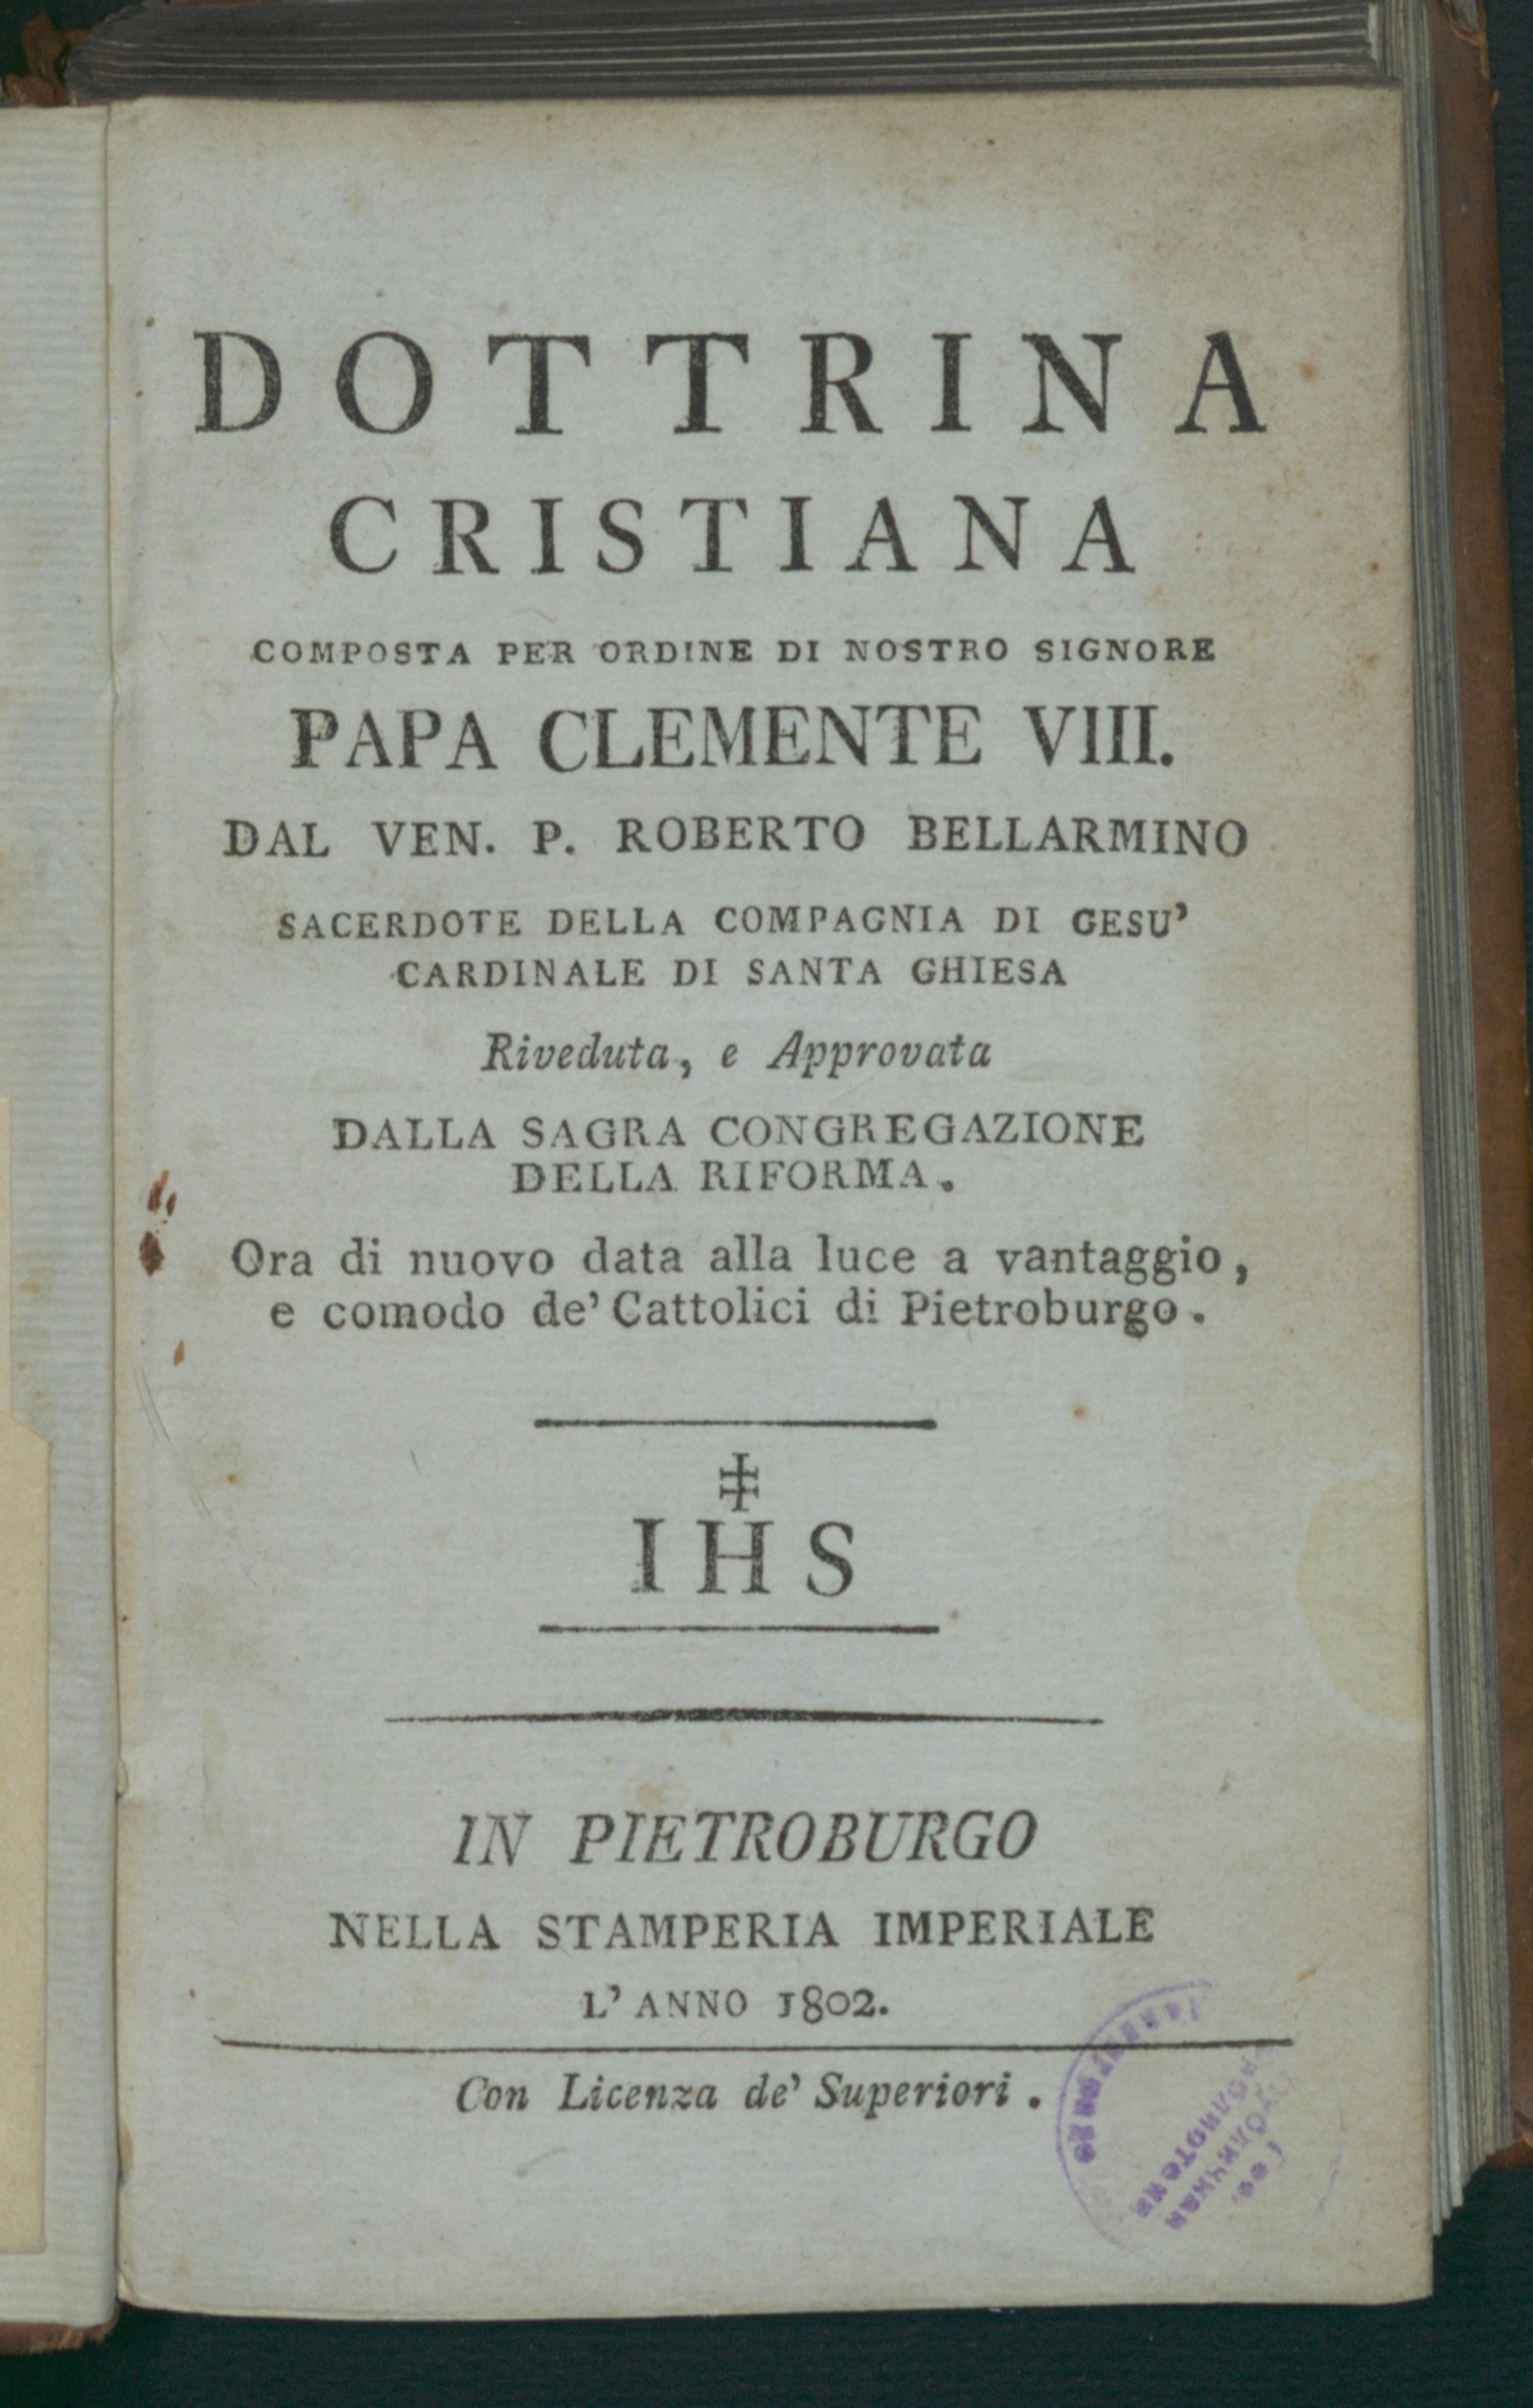 DOTTRINA
CRISTIANA
COMPOSTA PER ORDINE DI NOSTRO SIGNORE
PAPA CLEMENTE VIII.
DAL VEN. P. ROBERTO BELLARMINO
SACERDOTE DELLA COMPAGNIA DI GESU'
CARDINALE DI SANTA GHIESA
Riveduta, e Approvata
DALLA SAGRA CONGREGAZIONE
DELLA RIFORMA.
Ora di nuovo data alla luce a vantaggio,
e comodo de' Cattolici di Pietroburgo.
‡
IHS
IN PIETROBURGO
NELLA STAMPERIA IMPERIALE
L'ANNO 1802.
Con Licenza de' Superiori.